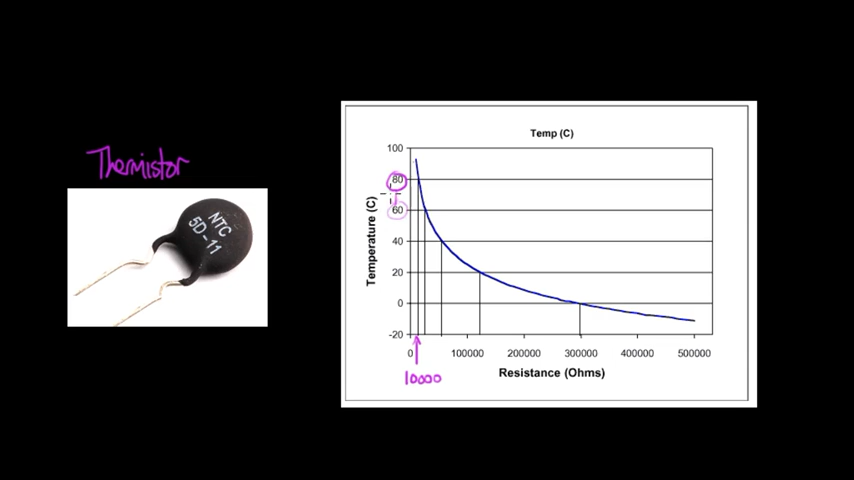 Thermistor
NTC
5D-11
Temp (C)
Temperature (C)
100
80
60
40
20
0
-20
0 100000 200000 300000 400000 500000
10000
Resistance (Ohms)